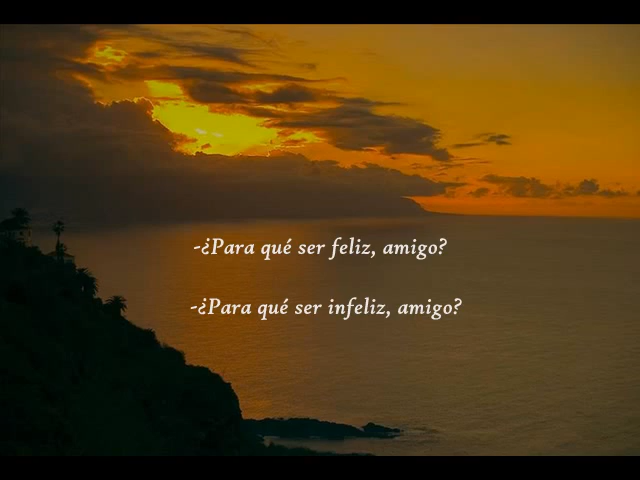 -¿Para qué ser feliz, amigo?
-¿Para qué ser infeliz, amigo?